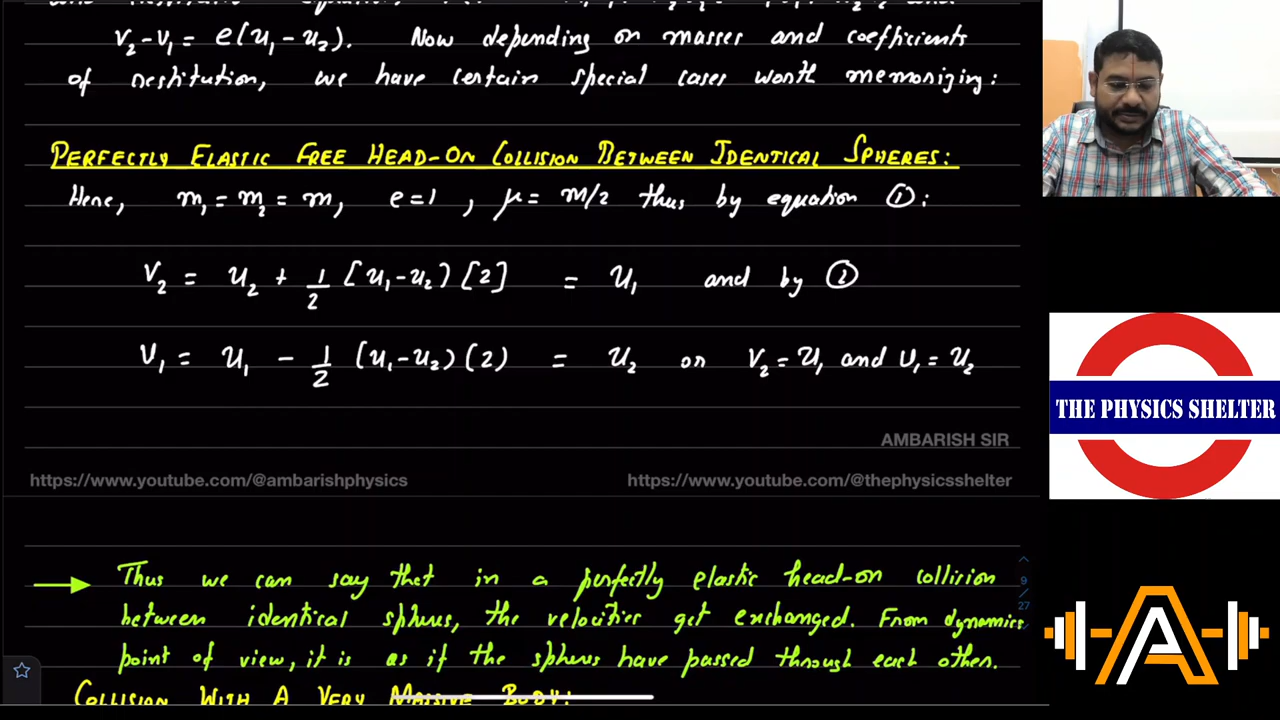 v₂-v₁ = e(u₁-u₂). Now depending on masses and coefficients
of restitution, we have certain special cases worth memorizing:
PERFECTLY ELASTIC FREE HEAD-ON COLLISION BETWEEN IDENTICAL SPHERES:
Here, m₁ = m₂ = m, e=1, μ = m/2 thus by equation ①:
V₂ = u₂ + 1/2 [u₁-u₂)[2] = u₁ and by ②
V₁ = u₁ - 1/2 (u₁-u₂)(2) = u₂ or V₂ = u₁ and V₁ = u₂
AMBARISH SIR
https://www.youtube.com/@ambarishphysics https://www.youtube.com/@thephysicsshelter
THE PHYSICS SHELTER
Thus we can say that in a perfectly elastic head-on collision
between identical spheres, the velocities get exchanged. From dynamics
point of view, it is as if the spheres have passed through each other.
9
/
27
COLLISION WITH A VERY MASSIVE BODY:
A